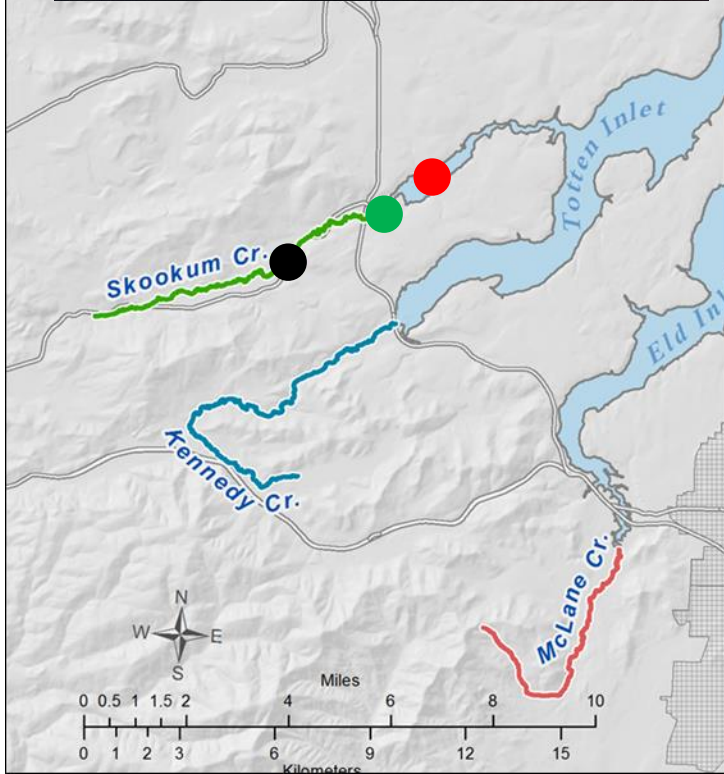 Totten Inlet
Skookum Cr.
Eld Inl
Kennedy Cr.
McLane Cr.
N
W E
S
Miles
0 0.5 1 1.5 2 4 6 8 10
0 1 2 3 6 9 12 15
Kilometers